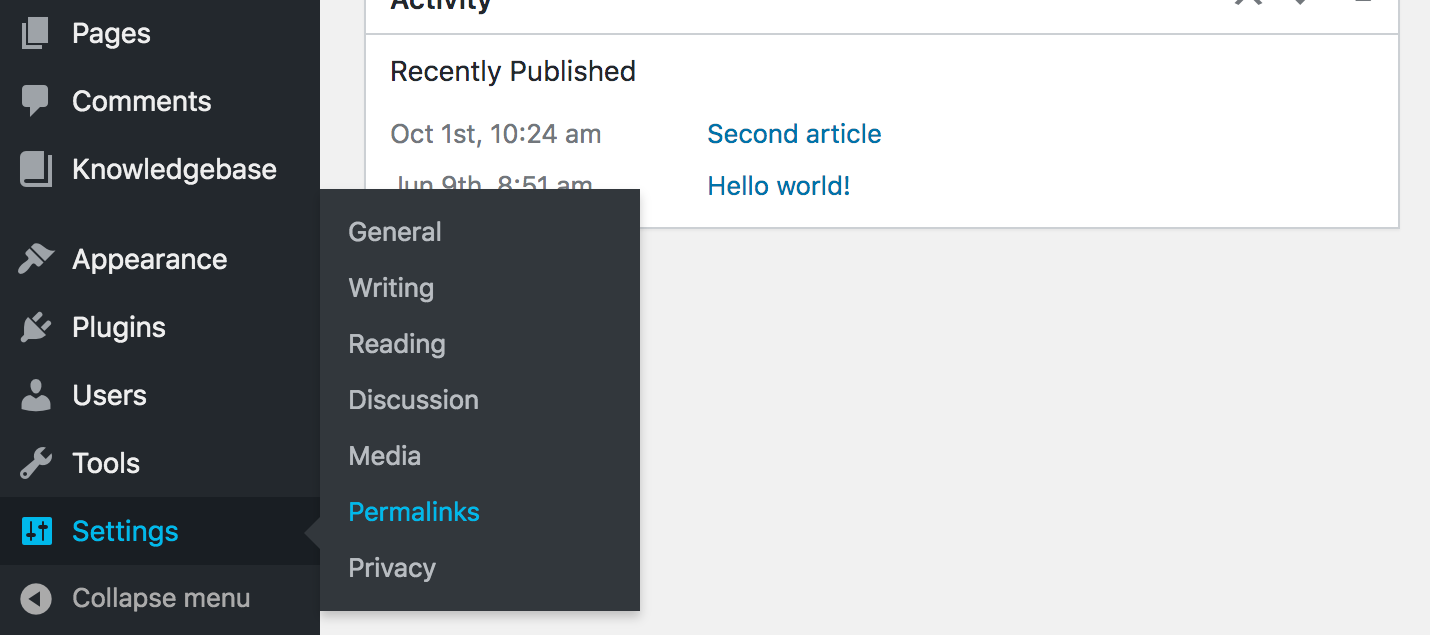 Pages
Comments
Knowledgebase
Appearance
Plugins
Users
Tools
Settings
Collapse menu
General
Writing
Reading
Discussion
Media
Permalinks
Privacy
Activity
Recently Published
Oct 1st, 10:24 am Second article
Jun 9th, 8:51 am Hello world!